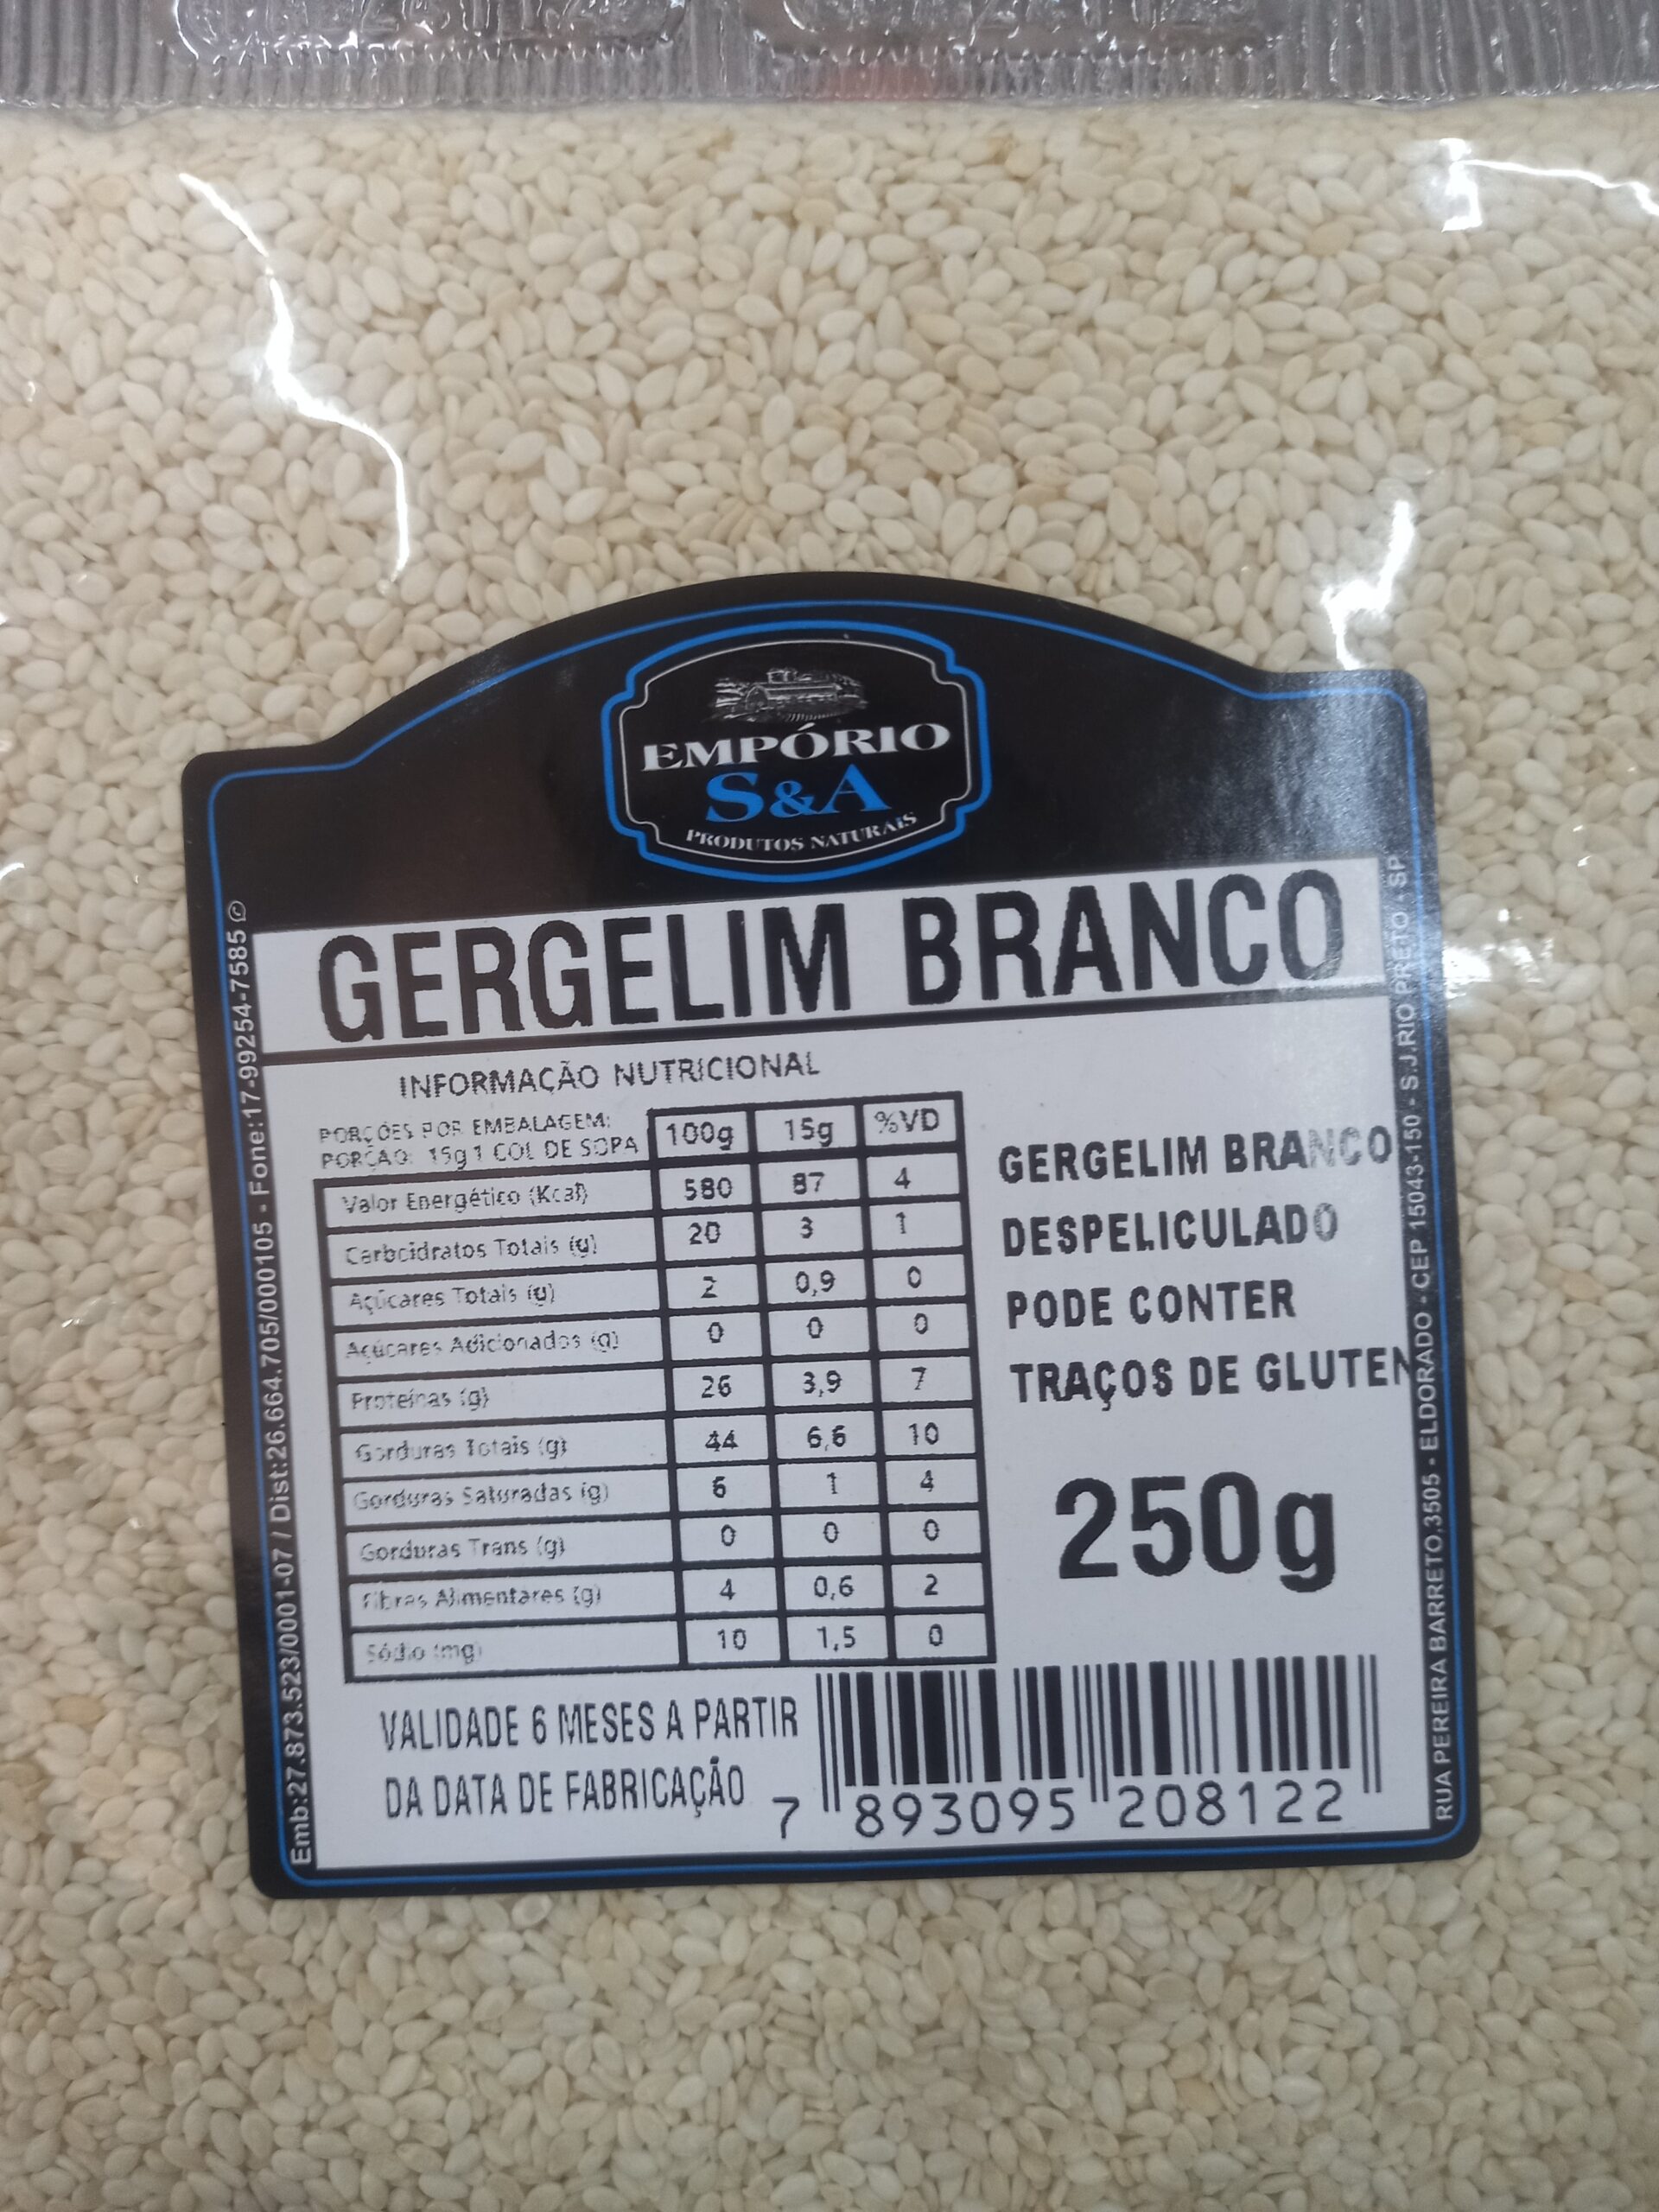 EMPÓRIO
S&A
PRODUTOS NATURAIS
GERGELIM BRANCO
INFORMAÇÃO NUTRICIONAL
PORÇÕES POR EMBALAGEM:
PORÇAO: 15g 1 COL DE SOPA
100g 15g %VD
Valor Energético (Kcal) 580 87 4
Carboidratos Totais (g) 20 3 1
Açúcares Totais (g) 2 0,9 0
Açúcares Adicionados (g) 0 0 0
Proteínas (g) 26 3,9 7
Gorduras Totais (g) 44 6,6 10
Gorduras Saturadas (g) 6 1 4
Gorduras Trans (g) 0 0 0
Fibras Alimentares (g) 4 0,6 2
Sódio (mg) 10 1,5 0
GERGELIM BRANCO
DESPELICULADO
PODE CONTER
TRAÇOS DE GLUTEN
250g
VALIDADE 6 MESES A PARTIR
DA DATA DE FABRICAÇÃO
7 893095 208122
Emb:27.873.523/0001-07 / Dist:26.664.705/000105 - Fone:17-99254-7585
RUA PEREIRA BARRETO,3505 - ELDORADO - CEP 15043-150 - S.J.RIO PRETO - SP